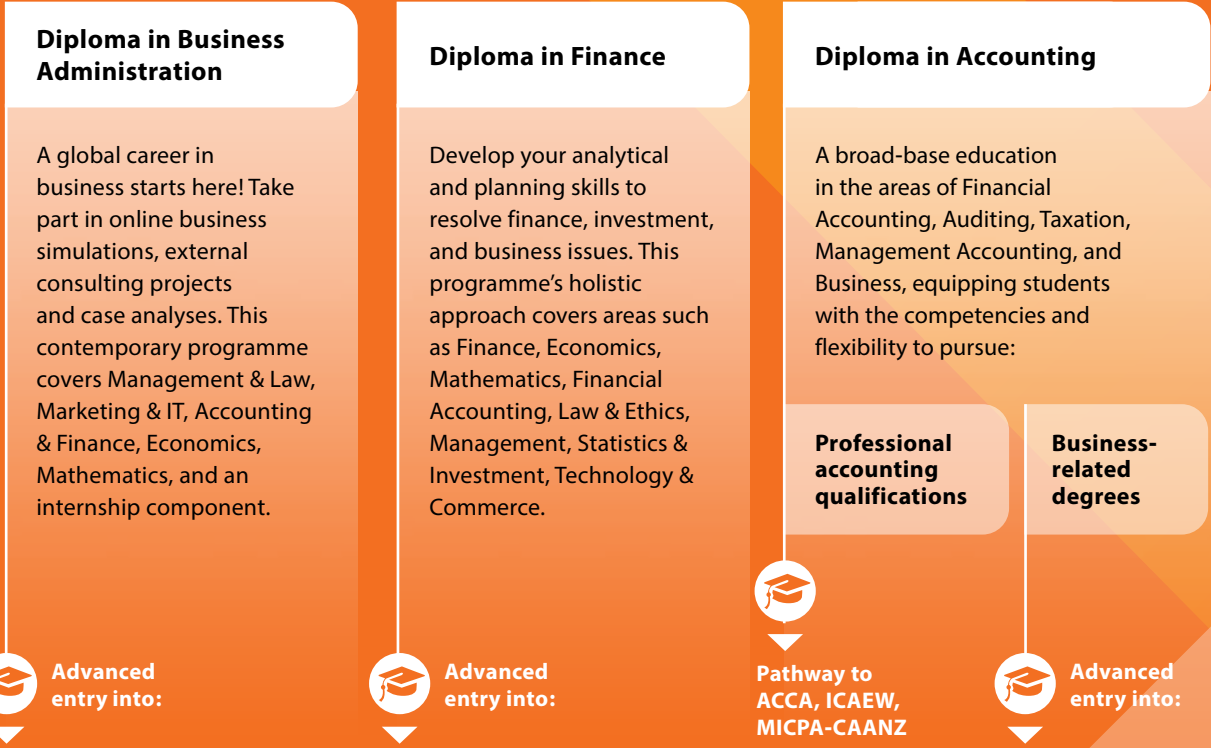 Diploma in Business
Administration
A global career in
business starts here! Take
part in online business
simulations, external
consulting projects
and case analyses. This
contemporary programme
covers Management & Law,
Marketing & IT, Accounting
& Finance, Economics,
Mathematics, and an
internship component.
Advanced
entry into:
Diploma in Finance
Develop your analytical
and planning skills to
resolve finance, investment,
and business issues. This
programme’s holistic
approach covers areas such
as Finance, Economics,
Mathematics, Financial
Accounting, Law & Ethics,
Management, Statistics &
Investment, Technology &
Commerce.
Advanced
entry into:
Diploma in Accounting
A broad-base education
in the areas of Financial
Accounting, Auditing, Taxation,
Management Accounting, and
Business, equipping students
with the competencies and
flexibility to pursue:
Professional
accounting
qualifications
Pathway to
ACCA, ICAEW,
MICPA-CAANZ
Business-
related
degrees
Advanced
entry into: